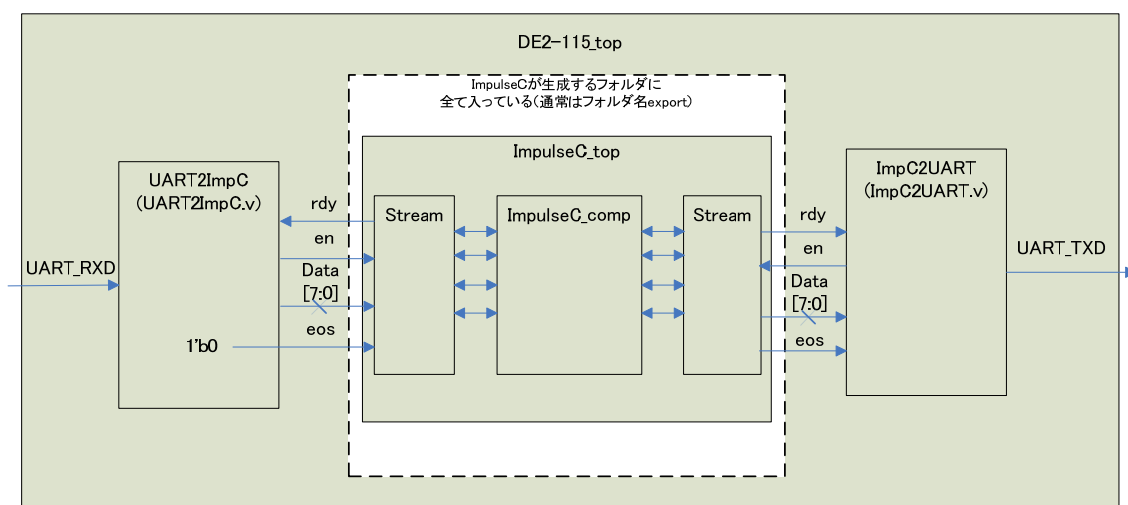 DE2-115_top
ImpulseCが生成するフォルダに
全て入っている(通常はフォルダ名export)
ImpulseC_top
UART2ImpC
(UART2ImpC.v)
rdy
en
Data
[7:0]
eos
1'b0
UART_RXD
Stream
ImpulseC_comp
Stream
rdy
en
Data
[7:0]
eos
ImpC2UART
(ImpC2UART.v)
UART_TXD